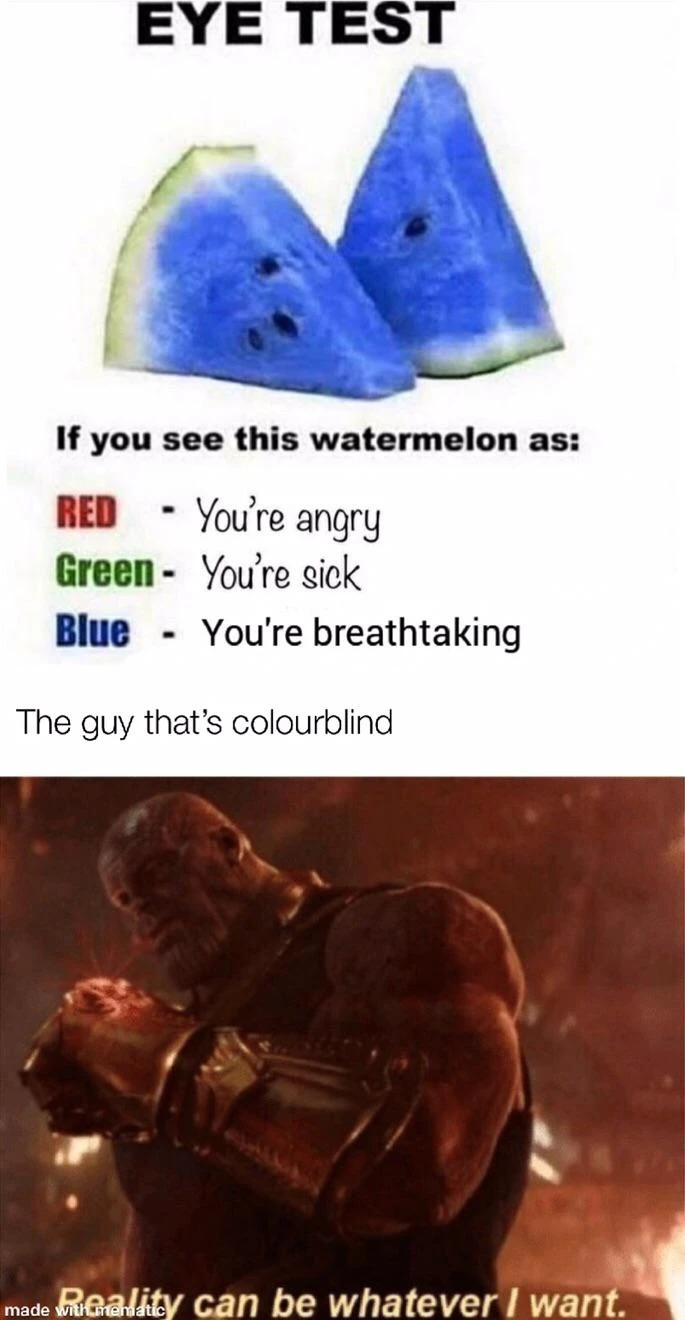 EYE TEST
If you see this watermelon as:
RED - You're angry
Green - You're sick
Blue - You're breathtaking
The guy that's colourblind
Reality can be whatever I want.
made with mematic